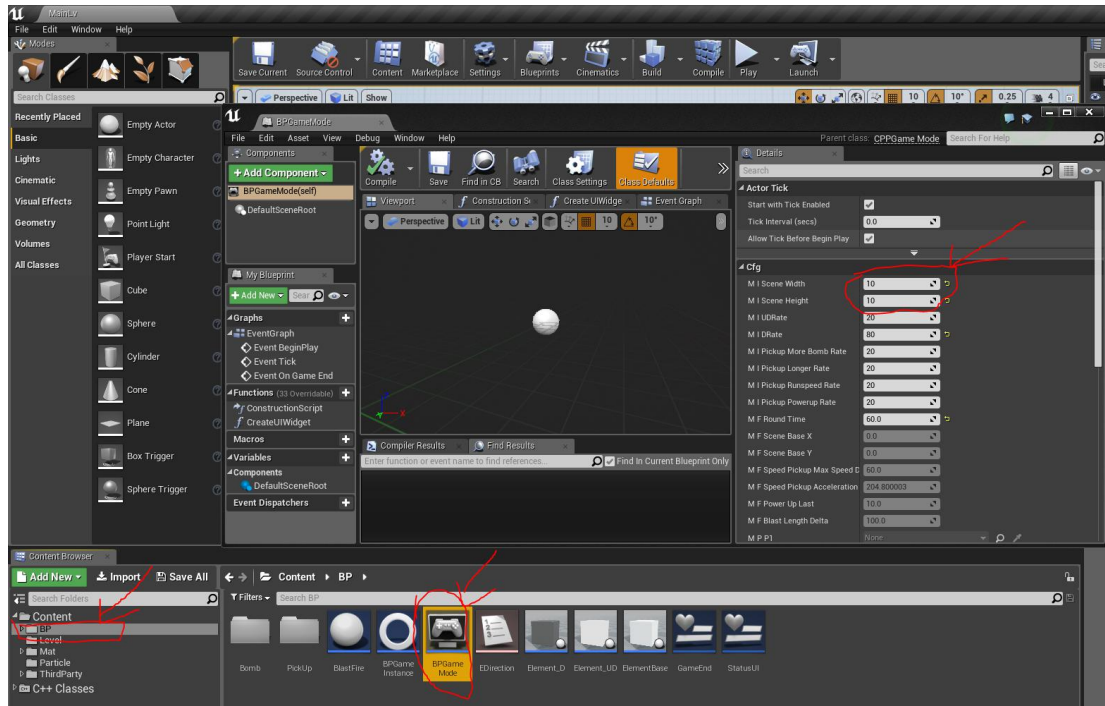 MainLv
File Edit Window Help
Modes
Search Classes
Recently Placed
Basic
Lights
Cinematic
Visual Effects
Geometry
Volumes
All Classes
Empty Actor
Empty Character
Empty Pawn
Point Light
Player Start
Cube
Sphere
Cylinder
Cone
Plane
Box Trigger
Sphere Trigger
Save Current Source Control Content Marketplace Settings Blueprints Cinematics Build Compile Play Launch
Perspective Lit Show 10 10° 0.25 4
BPGameMode
File Edit Asset View Debug Window Help
Parent class: CPPGame Mode Search For Help
Components
+Add Component
BPGameMode(self)
DefaultSceneRoot
My Blueprint
+Add New Sear
Graphs
EventGraph
Event BeginPlay
Event Tick
Event On Game End
Functions (33 Overridable)
ConstructionScript
CreateUIWidget
Macros
Variables
Components
DefaultSceneRoot
Event Dispatchers
Compile Save Find in CB Search Class Settings Class Defaults
Viewport Construction Sc Create UIWidge Event Graph
Perspective Lit 10 10°
X
Compiler Results Find Results
Enter function or event name to find references... Find In Current Blueprint Only
Details
Search
Actor Tick
Start with Tick Enabled
Tick Interval (secs) 0.0
Allow Tick Before Begin Play
Cfg
M I Scene Width 10
M I Scene Height 10
M I UDRate 20
M I DRate 80
M I Pickup More Bomb Rate 20
M I Pickup Longer Rate 20
M I Pickup Runspeed Rate 20
M I Pickup Powerup Rate 20
M F Round Time 60.0
M F Scene Base X 0.0
M F Scene Base Y 0.0
M F Speed Pickup Max Speed D 60.0
M F Speed Pickup Acceleration 204.800003
M F Power Up Last 10.0
M F Blast Length Delta 100.0
M P P1 None
Content Browser
Add New Import Save All Content BP
Search Folders
Filters Search BP
Content
BP
Level
Mat
Particle
ThirdParty
C++ Classes
Bomb
PickUp
BlastFire
BPGame Instance
BPGame Mode
EDirection
Element_D
Element_UD
ElementBase
GameEnd
StatusUI